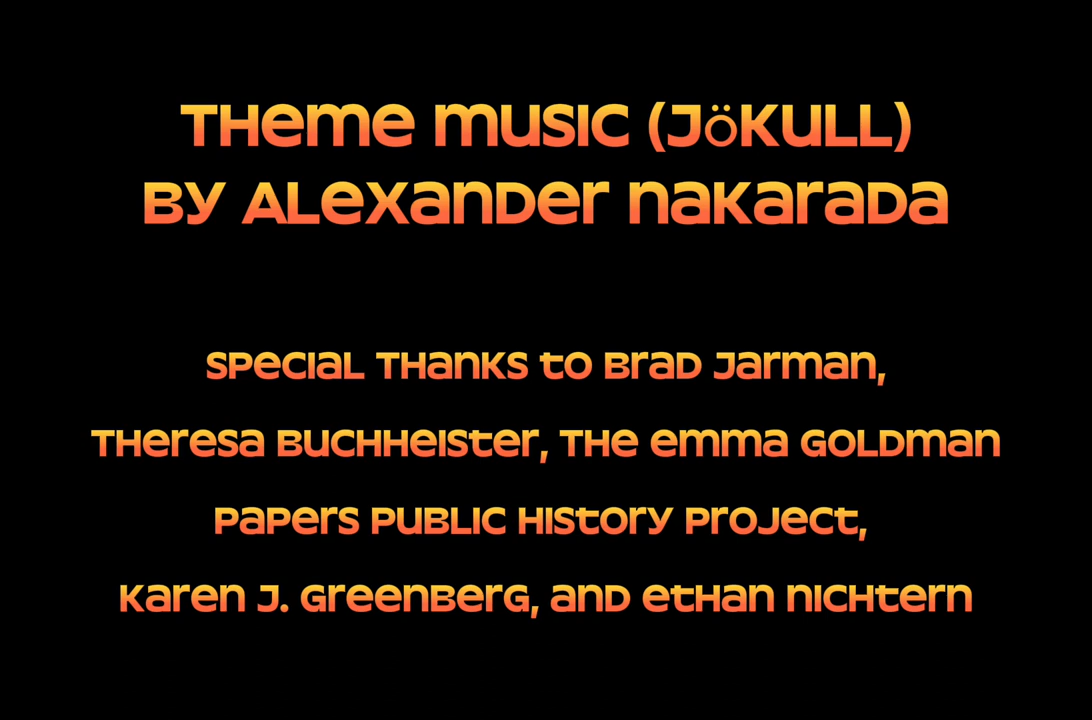 Theme Music (Jökull)
by Alexander Nakarada
Special Thanks to Brad Jarman,
Theresa Buchheister, The Emma Goldman
Papers Public History Project,
Karen J. Greenberg, and Ethan Nichtern